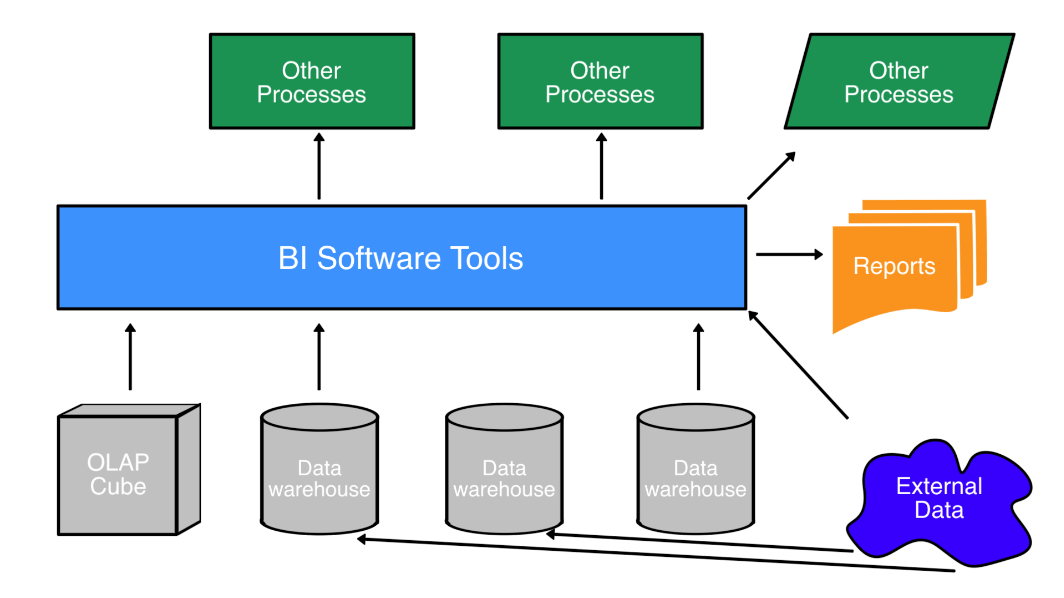 Other
Processes
Other
Processes
Other
Processes
BI Software Tools
Reports
OLAP
Cube
Data
warehouse
Data
warehouse
Data
warehouse
External
Data